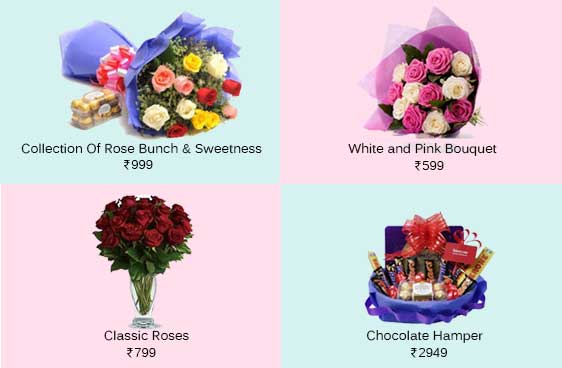 Collection Of Rose Bunch & Sweetness
₹999
White and Pink Bouquet
₹599
Classic Roses
₹799
Chocolate Hamper
₹2949